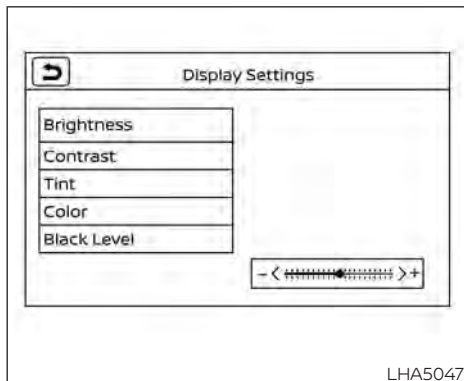 Display Settings
Brightness
Contrast
Tint
Color
Black Level
- < >+
LHA5047